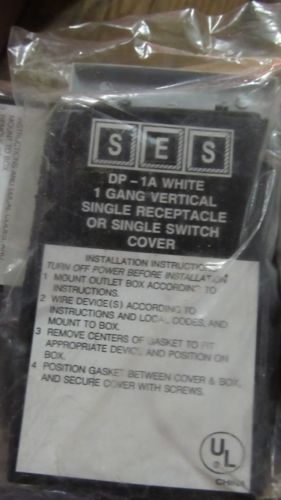 SES
DP-1A WHITE
1 GANG VERTICAL
SINGLE RECEPTACLE
OR SINGLE SWITCH
COVER
INSTALLATION INSTRUCTIONS
TURN OFF POWER BEFORE INSTALLATION
1 MOUNT OUTLET BOX ACCORDING TO
INSTRUCTIONS.
2 WIRE DEVICE(S) ACCORDING TO
INSTRUCTIONS AND LOCAL CODES, AND
MOUNT TO BOX.
3 REMOVE CENTERS OF GASKET TO FIT
APPROPRIATE DEVICE AND POSITION ON
BOX.
4 POSITION GASKET BETWEEN COVER & BOX,
AND SECURE COVER WITH SCREWS.
UL
®
CHINA